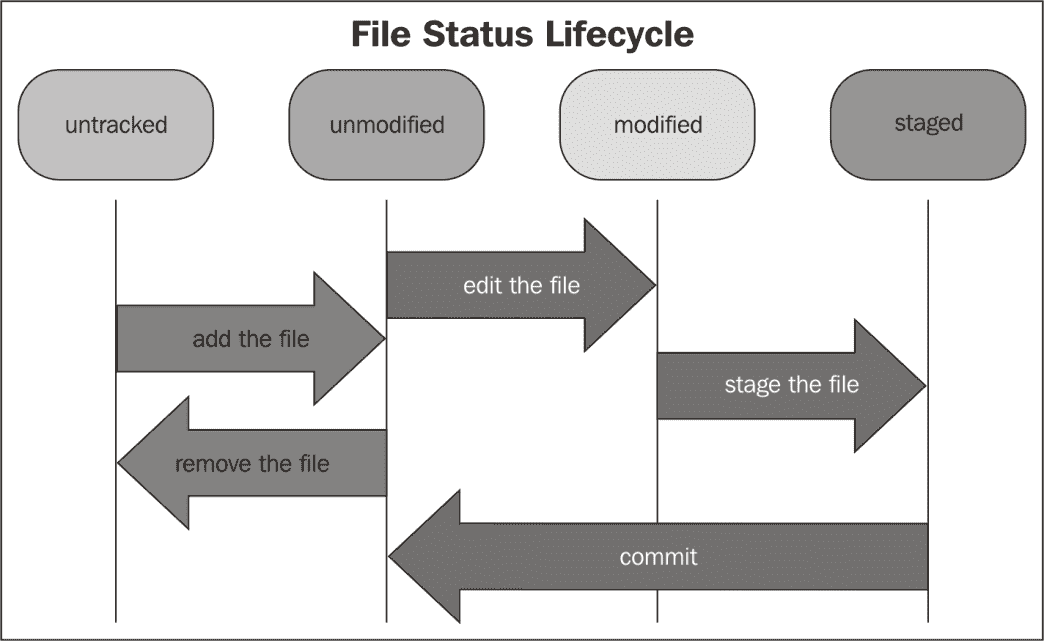 File Status Lifecycle
untracked
unmodified
modified
staged
edit the file
add the file
stage the file
remove the file
commit